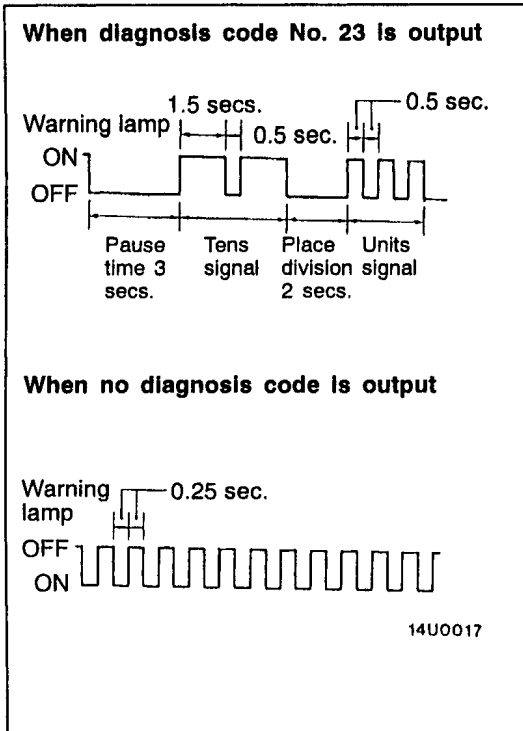 When diagnosis code No. 23 is output
1.5 secs.
0.5 sec.
Warning lamp
0.5 sec.
ON
OFF
Pause time 3 secs.
Tens signal
Place division 2 secs.
Units signal
When no diagnosis code is output
Warning lamp
0.25 sec.
OFF
ON
14U0017